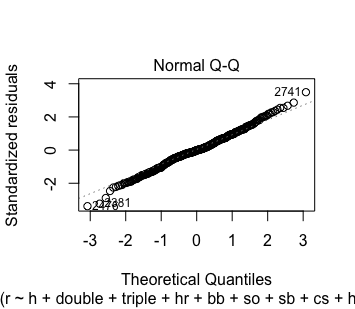 Normal Q-Q
Standardized residuals
4
2
0
-2
2741
2381
-3 -2 -1 0 1 2 3
Theoretical Quantiles
(r ~ h + double + triple + hr + bb + so + sb + cs + h